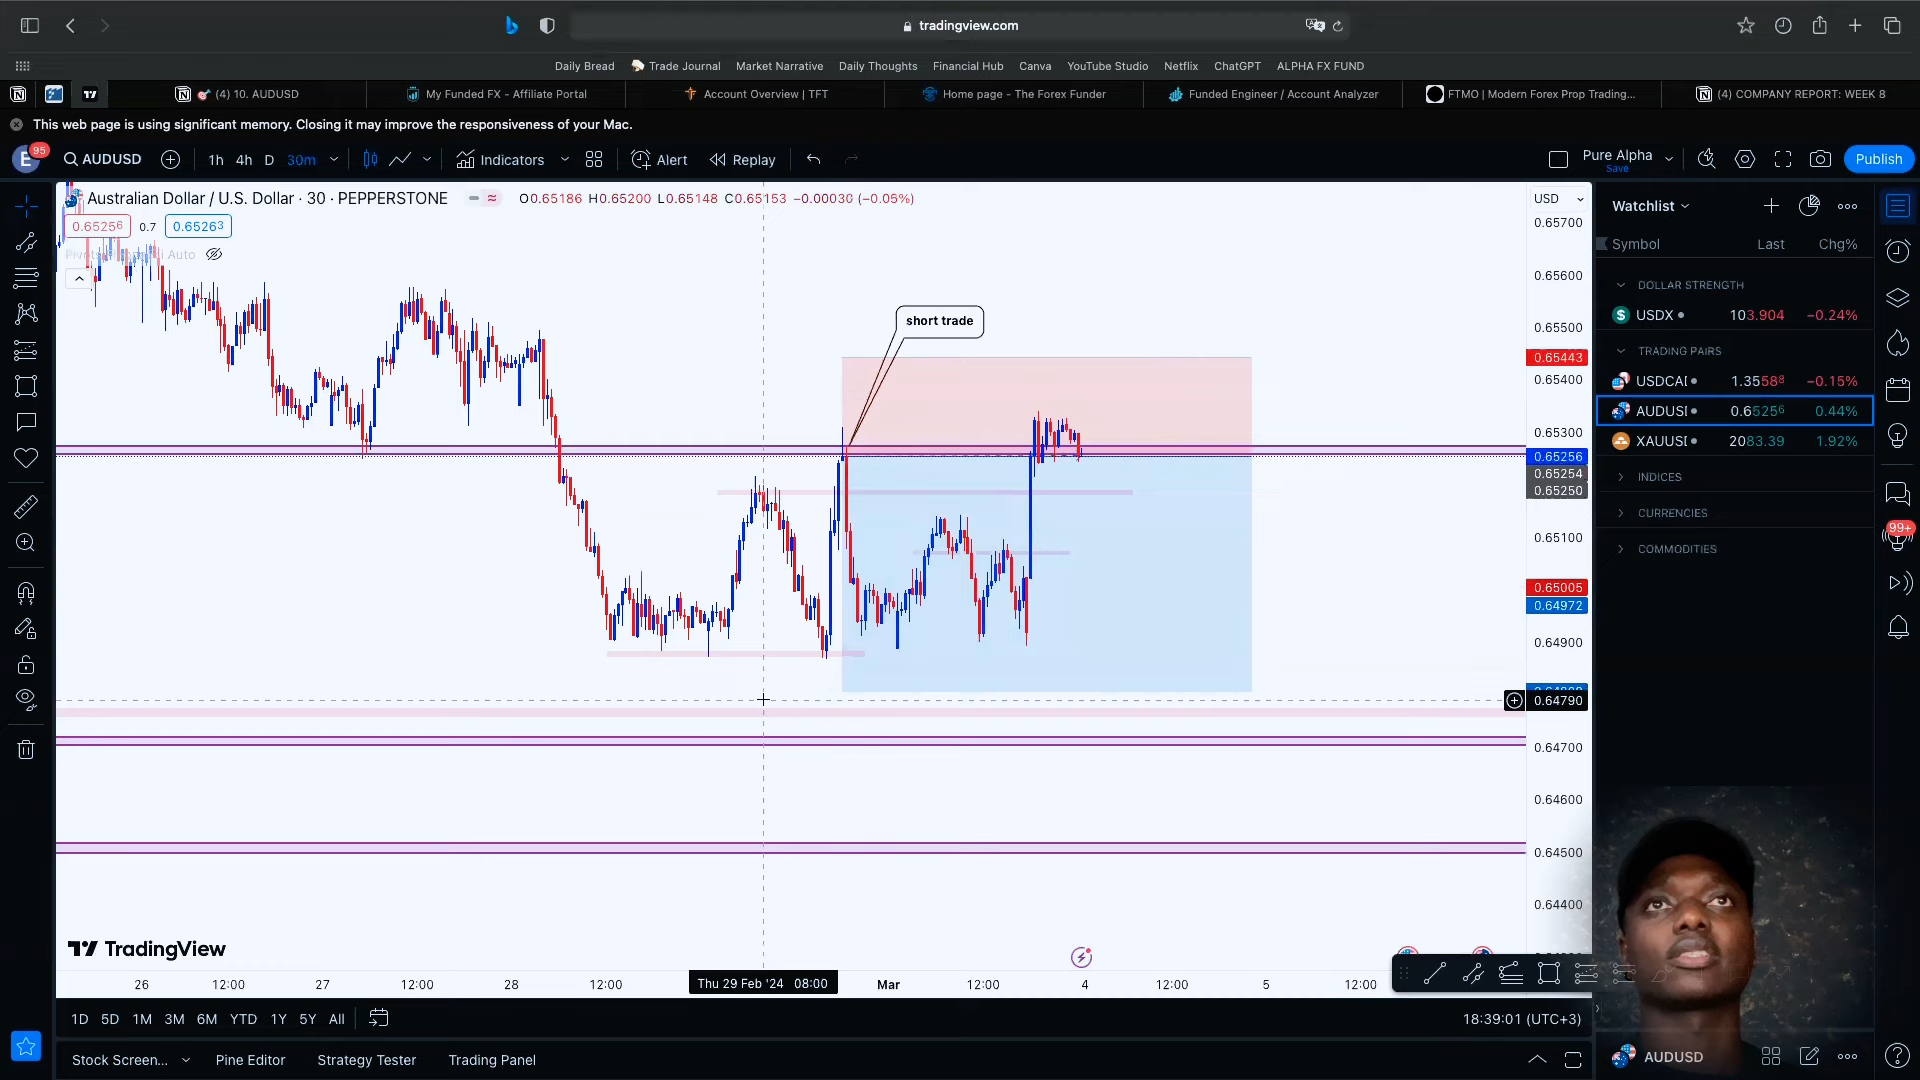 tradingview.com
Daily Bread Trade Journal Market Narrative Daily Thoughts Financial Hub Canva YouTube Studio Netflix ChatGPT ALPHA FX FUND
(4) 10. AUDUSD My Funded FX - Affiliate Portal Account Overview | TFT Home page - The Forex Funder Funded Engineer / Account Analyzer FTMO | Modern Forex Prop Trading... (4) COMPANY REPORT: WEEK 8
This web page is using significant memory. Closing it may improve the responsiveness of your Mac.
E 95 AUDUSD 1h 4h D 30m Indicators Alert Replay Pure Alpha Save Publish
Australian Dollar / U.S. Dollar · 30 · PEPPERSTONE O0.65186 H0.65200 L0.65148 C0.65153 −0.00030 (−0.05%)
0.65256 0.7 0.65263
Auto
short trade
USD
0.65700
0.65600
0.65500
0.65443
0.65400
0.65300
0.65256
0.65254
0.65250
0.65100
0.65005
0.64972
0.64900
0.64790
0.64700
0.64600
0.64500
0.64400
TradingView
26 12:00 27 12:00 28 12:00 Thu 29 Feb '24 08:00 Mar 12:00 4 12:00 5 12:00
1D 5D 1M 3M 6M YTD 1Y 5Y All 18:39:01 (UTC+3)
Stock Screen... Pine Editor Strategy Tester Trading Panel
Watchlist
Symbol Last Chg%
DOLLAR STRENGTH
USDX 103.904 −0.24%
TRADING PAIRS
USDCAD 1.35588 −0.15%
AUDUSD 0.65256 0.44%
XAUUSD 2083.39 1.92%
INDICES
CURRENCIES
COMMODITIES
99+
AUDUSD